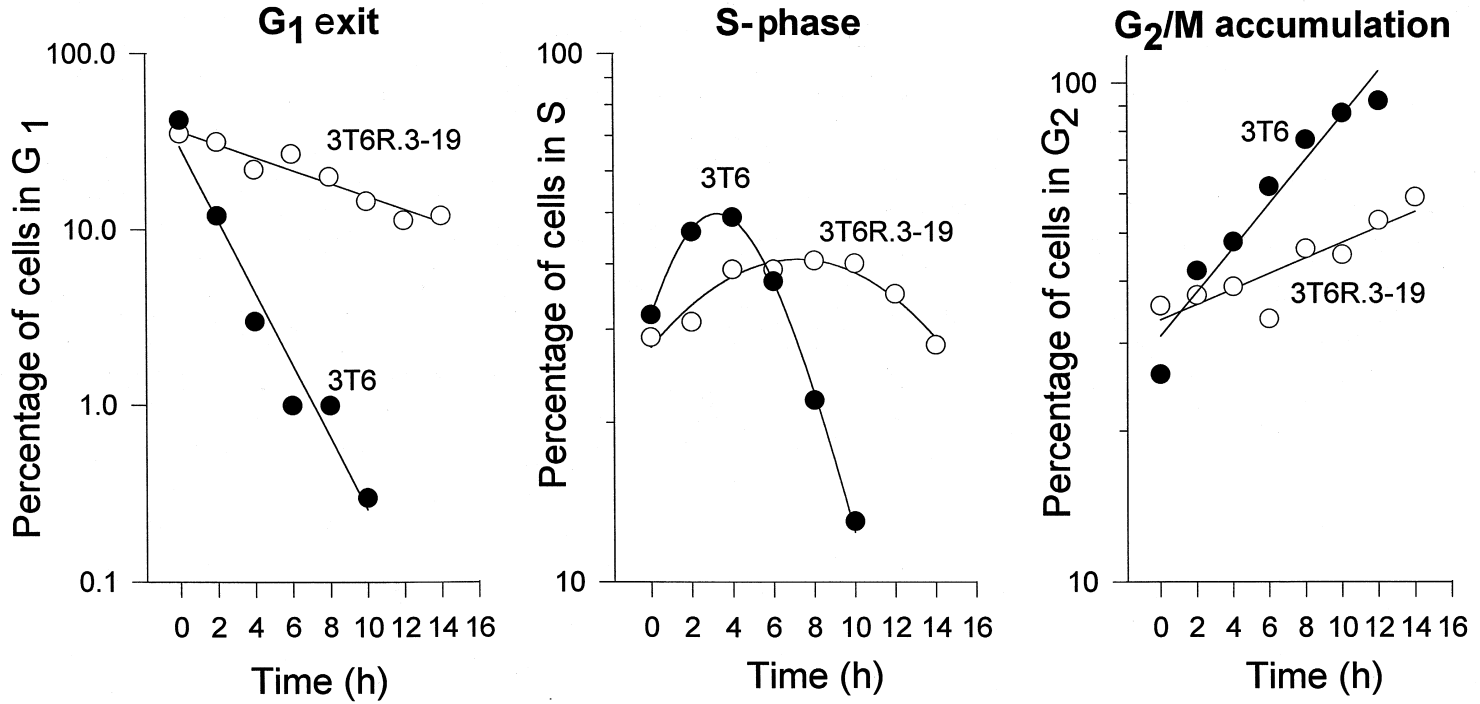 G1 exit
Percentage of cells in G 1
100.0
10.0
1.0
0.1
3T6R.3-19
3T6
0 2 4 6 8 10 12 14 16
Time (h)
S-phase
Percentage of cells in S
100
10
3T6
3T6R.3-19
0 2 4 6 8 10 12 14 16
Time (h)
G2/M accumulation
Percentage of cells in G2
100
10
3T6
3T6R.3-19
0 2 4 6 8 10 12 14 16
Time (h)